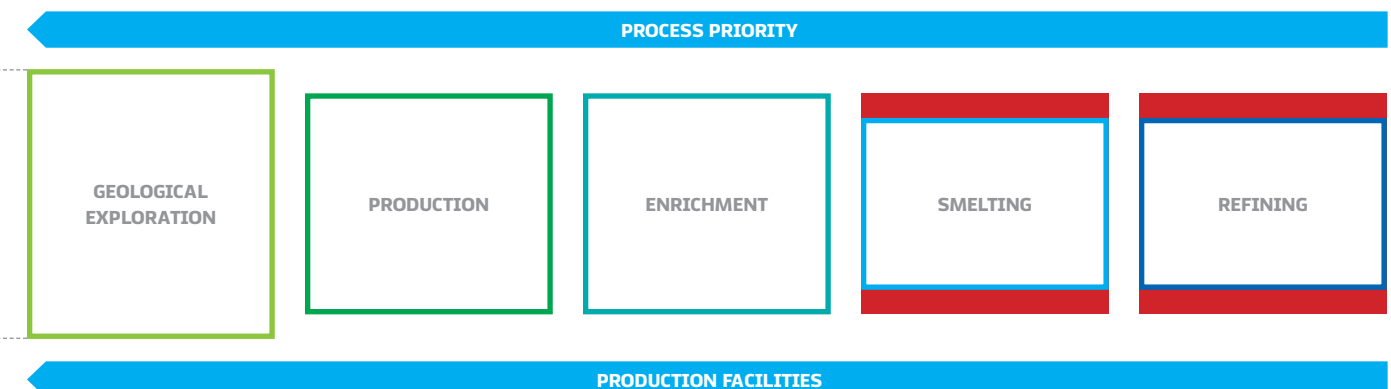 PROCESS PRIORITY
GEOLOGICAL
EXPLORATION
PRODUCTION
ENRICHMENT
SMELTING
REFINING
PRODUCTION FACILITIES